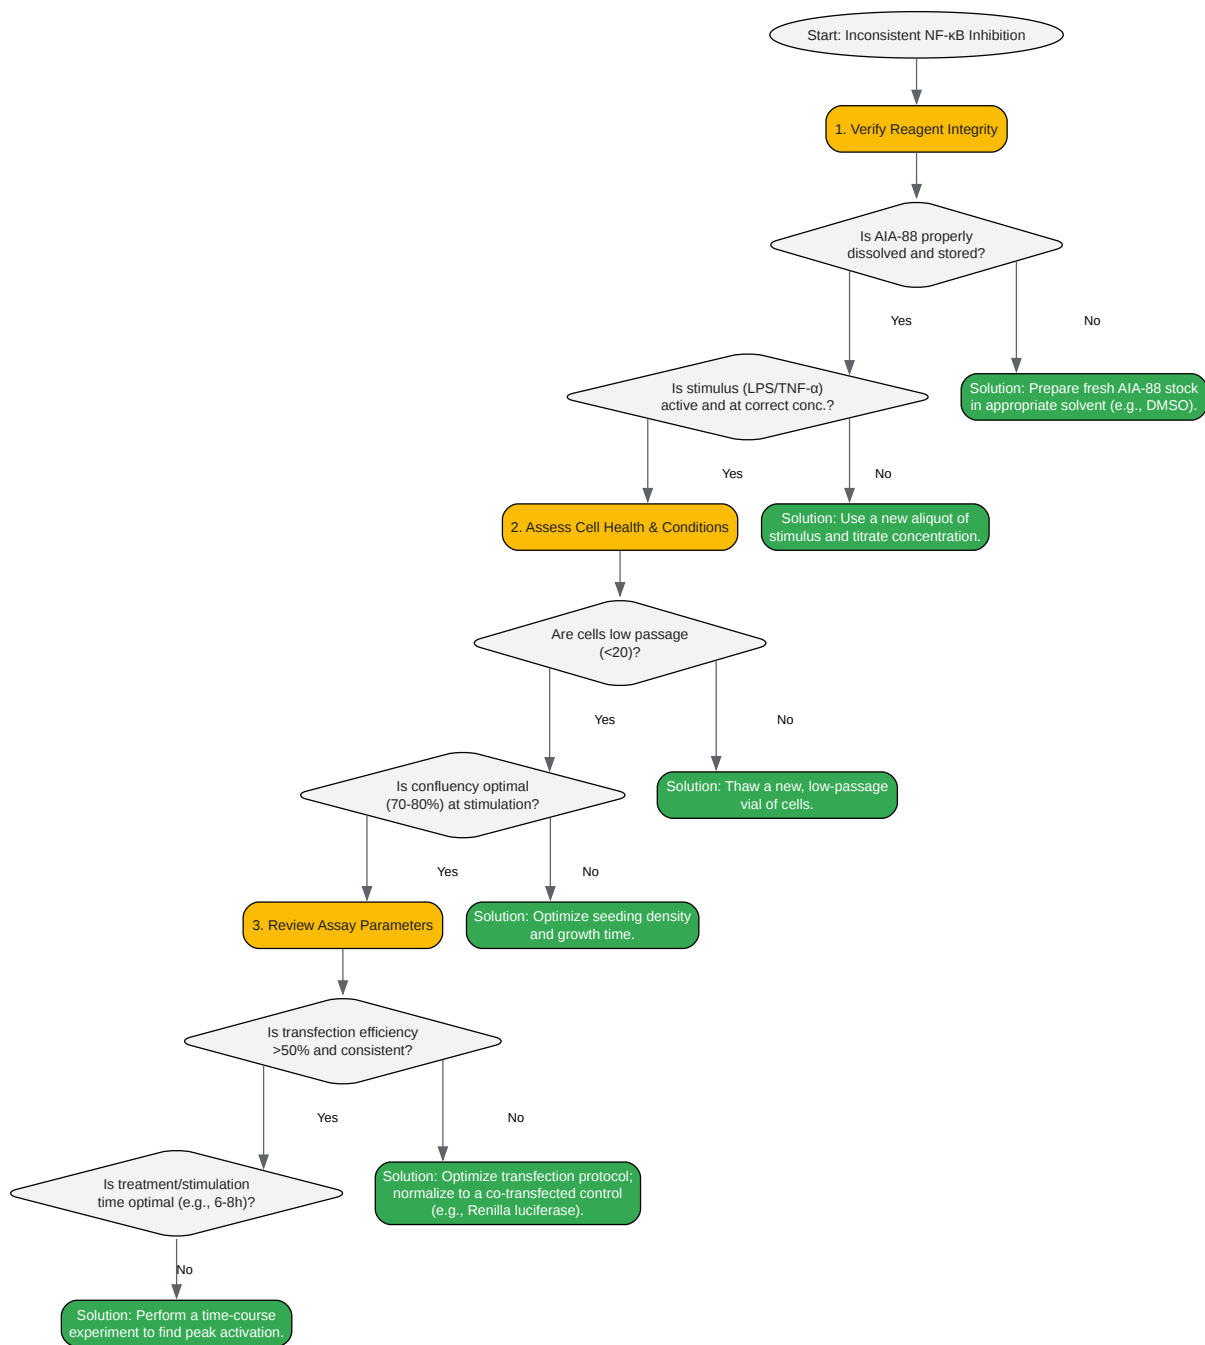 Start: Inconsistent NF-κB Inhibition
1. Verify Reagent Integrity
Is AIA-88 properly
dissolved and stored?
Yes
No
Is stimulus (LPS/TNF-α)
active and at correct conc.?
Solution: Prepare fresh AIA-88 stock
in appropriate solvent (e.g., DMSO).
Yes
No
2. Assess Cell Health & Conditions
Solution: Use a new aliquot of
stimulus and titrate concentration.
Are cells low passage
(<20)?
Yes
No
Is confluency optimal
(70-80%) at stimulation?
Solution: Thaw a new, low-passage
vial of cells.
Yes
No
3. Review Assay Parameters
Solution: Optimize seeding density
and growth time.
Is transfection efficiency
>50% and consistent?
Yes
No
Is treatment/stimulation
time optimal (e.g., 6-8h)?
Solution: Optimize transfection protocol;
normalize to a co-transfected control
(e.g., Renilla luciferase).
No
Solution: Perform a time-course
experiment to find peak activation.